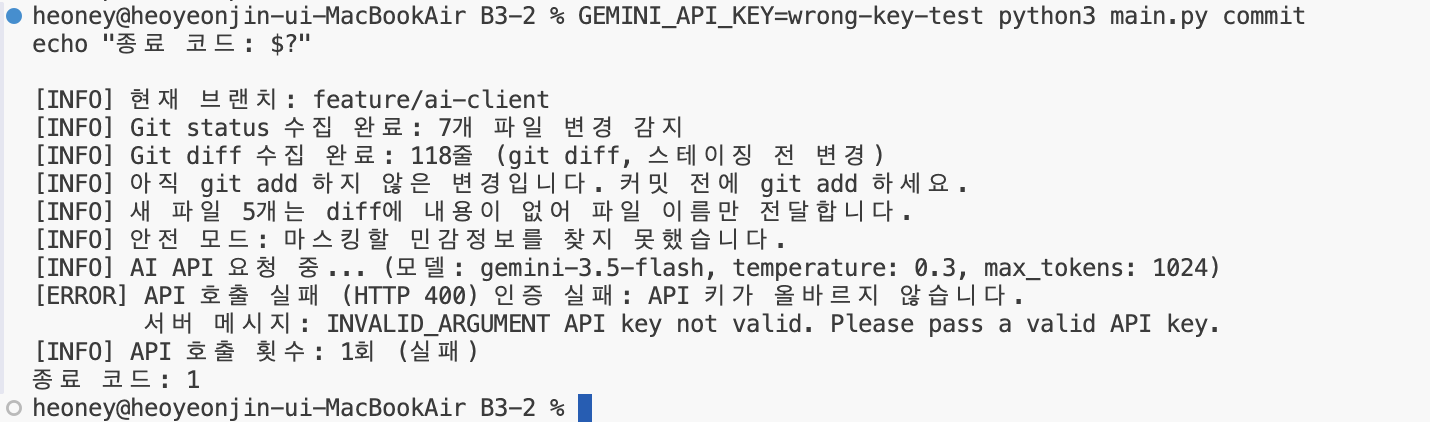 heoney@heoyeonjin-ui-MacBookAir B3-2 % GEMINI_API_KEY=wrong-key-test python3 main.py commit
echo "종료 코드: $?"
[INFO] 현재 브랜치: feature/ai-client
[INFO] Git status 수집 완료: 7개 파일 변경 감지
[INFO] Git diff 수집 완료: 118줄 (git diff, 스테이징 전 변경)
[INFO] 아직 git add 하지 않은 변경입니다. 커밋 전에 git add 하세요.
[INFO] 새 파일 5개는 diff에 내용이 없어 파일 이름만 전달합니다.
[INFO] 안전 모드: 마스킹할 민감정보를 찾지 못했습니다.
[INFO] AI API 요청 중... (모델: gemini-3.5-flash, temperature: 0.3, max_tokens: 1024)
[ERROR] API 호출 실패 (HTTP 400) 인증 실패: API 키가 올바르지 않습니다.
서버 메시지: INVALID_ARGUMENT API key not valid. Please pass a valid API key.
[INFO] API 호출 횟수: 1회 (실패)
종료 코드: 1
heoney@heoyeonjin-ui-MacBookAir B3-2 %